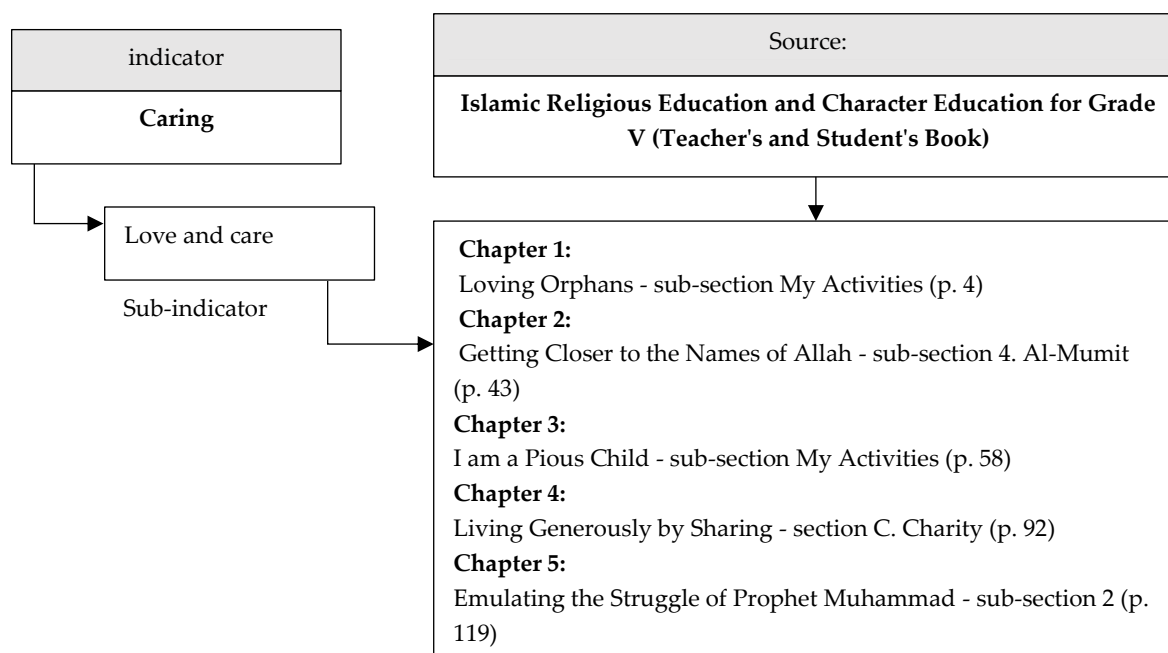 indicator
Caring
Love and care
Sub-indicator
Source:
Islamic Religious Education and Character Education for Grade
V (Teacher's and Student's Book)
Chapter 1:
Loving Orphans - sub-section My Activities (p. 4)
Chapter 2:
Getting Closer to the Names of Allah - sub-section 4. Al-Mumit
(p. 43)
Chapter 3:
I am a Pious Child - sub-section My Activities (p. 58)
Chapter 4:
Living Generously by Sharing - section C. Charity (p. 92)
Chapter 5:
Emulating the Struggle of Prophet Muhammad - sub-section 2 (p.
119)